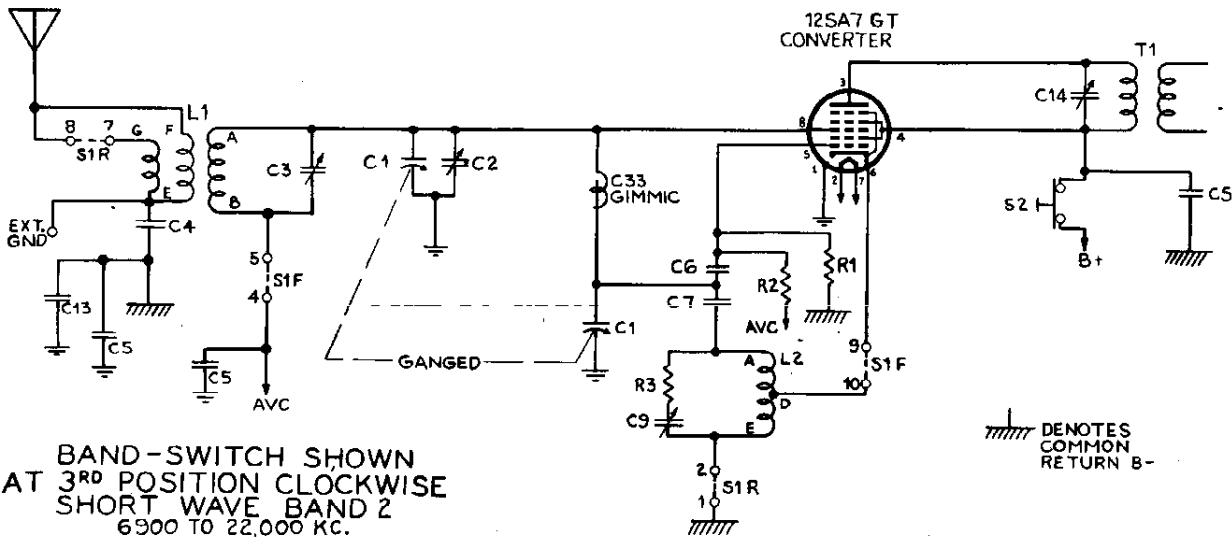 12SA7 GT
CONVERTER
T1
3
C14
L1
8 7 G F A
S1R
8
4
5
C3
C1
C2
1 2 7 6
C33
GIMMIC
E
B
C4
EXT.
GND
S2
C5
B+
5
S1F
4
C6
R2
R1
C7
C13
C5
C1
AVC
GANGED
C5
AVC
A
L2
9
S1F
10
R3
D
C9
E
DENOTES
COMMON
RETURN B-
BAND-SWITCH SHOWN
AT 3RD POSITION CLOCKWISE
SHORT WAVE BAND 2
6900 TO 22,000 KC.
2
S1R
1